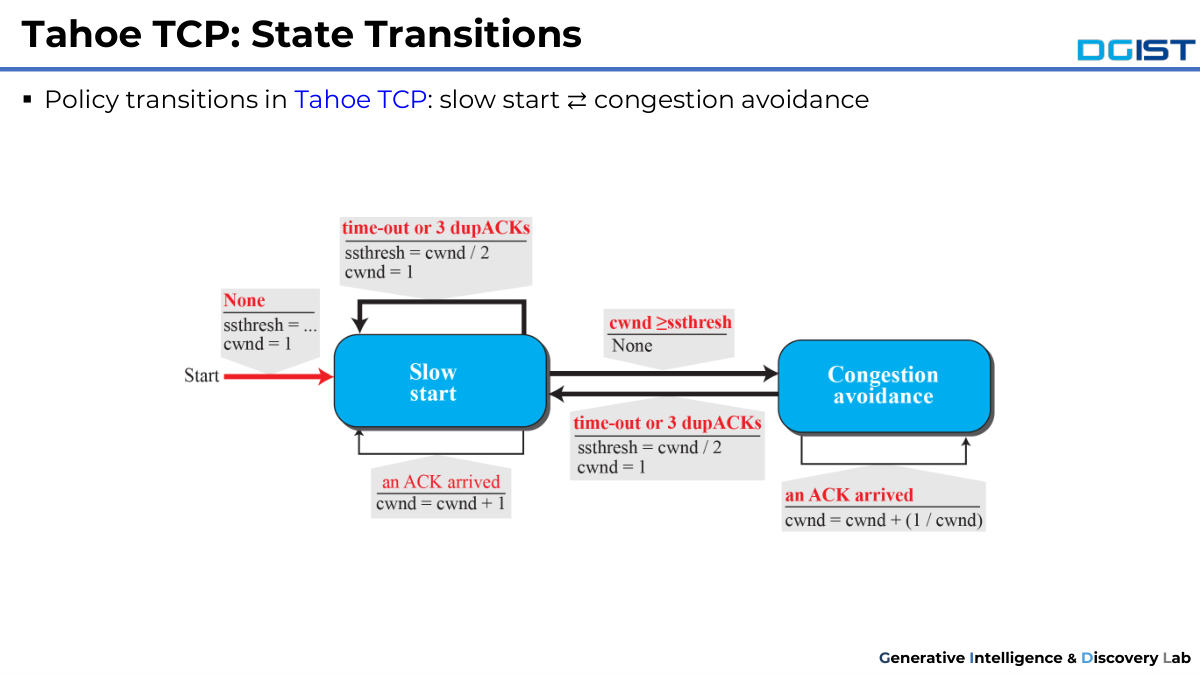 Tahoe TCP: State Transitions
DGIST
▪ Policy transitions in Tahoe TCP: slow start ⇄ congestion avoidance
time-out or 3 dupACKs
ssthresh = cwnd / 2
cwnd = 1
None
ssthresh = ...
cwnd = 1
Start
Slow
start
cwnd ≥ssthresh
None
Congestion
avoidance
time-out or 3 dupACKs
ssthresh = cwnd / 2
cwnd = 1
an ACK arrived
cwnd = cwnd + 1
an ACK arrived
cwnd = cwnd + (1 / cwnd)
Generative Intelligence & Discovery Lab